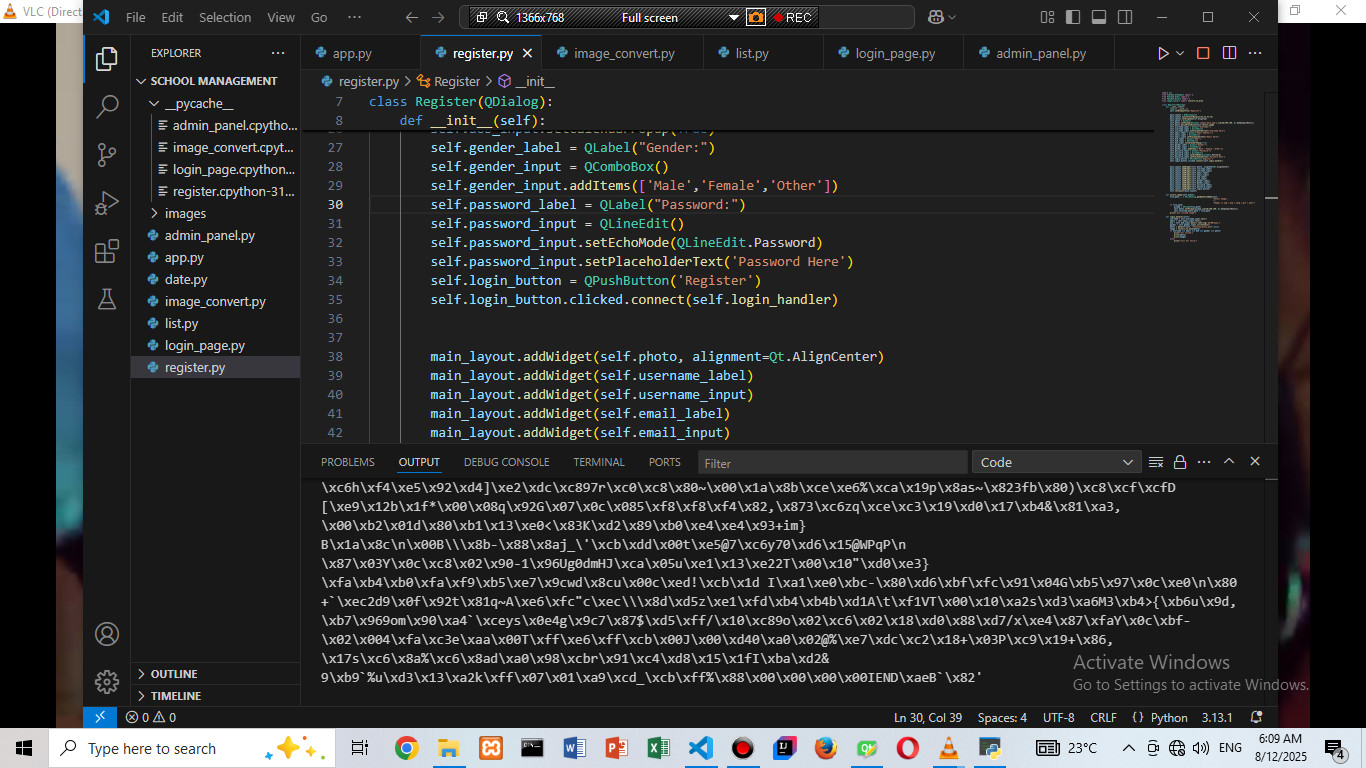 VLC (Direct
File Edit Selection View Go ···
1366x768 Full screen REC
EXPLORER
SCHOOL MANAGEMENT
__pycache__
admin_panel.cpytho...
image_convert.cpyt...
login_page.cpython...
register.cpython-31...
images
admin_panel.py
app.py
date.py
image_convert.py
list.py
login_page.py
register.py
OUTLINE
TIMELINE
app.py register.py image_convert.py list.py login_page.py admin_panel.py
register.py > Register > __init__
7 class Register(QDialog):
8 def __init__(self):
27 self.gender_label = QLabel("Gender:")
28 self.gender_input = QComboBox()
29 self.gender_input.addItems(['Male','Female','Other'])
30 self.password_label = QLabel("Password:")
31 self.password_input = QLineEdit()
32 self.password_input.setEchoMode(QLineEdit.Password)
33 self.password_input.setPlaceholderText('Password Here')
34 self.login_button = QPushButton('Register')
35 self.login_button.clicked.connect(self.login_handler)
36
37
38 main_layout.addWidget(self.photo, alignment=Qt.AlignCenter)
39 main_layout.addWidget(self.username_label)
40 main_layout.addWidget(self.username_input)
41 main_layout.addWidget(self.email_label)
42 main_layout.addWidget(self.email_input)
PROBLEMS OUTPUT DEBUG CONSOLE TERMINAL PORTS Filter Code
\xc6h\xf4\xe5\x92\xd4]\xe2\xdc\xc897r\xc0\xc8\x80~\x00\x1a\x8b\xce\xe6%\xca\x19p\x8as~\x823fb\x80)\xc8\xcf\xcfD
[\xe9\x12b\x1f*\x00\x08q\x92G\x07\x0c\x085\xf8\xf8\xf4\x82,\x873\xc6zq\xce\xc3\x19\xd0\x17\xb4&\x81\xa3,
\x00\xb2\x01d\x80\xb1\x13\xe0<\x83K\xd2\x89\xb0\xe4\xe4\x93+im}
B\x1a\x8c\n\x00B\\\x8b-\x88\x8aj_\'\xcb\xdd\x00t\xe5@7\xc6y70\xd6\x15@WPqP\n
\x87\x03Y\x0c\xc8\x02\x90-1\x96Ug0dmHJ\xca\x05u\xe1\x13\xe22T\x00\x10"\xd0\xe3}
\xfa\xb4\xb0\xfa\xf9\xb5\xe7\x9cwd\x8cu\x00c\xed!\xcb\x1d I\xa1\xe0\xbc-\x80\xd6\xbf\xfc\x91\x04G\xb5\x97\x0c\xe0\n\x80
+`\xec2d9\x0f\x92t\x81q~A\xe6\xfc"c\xec\\\x8d\xd5z\xe1\xfd\xb4\xb4b\xd1A\t\xf1VT\x00\x10\xa2s\xd3\xa6M3\xb4>{\xb6u\x9d,
\xb7\x969om\x90\xa4`\xceys\x0e4g\x9c7\x87$\xd5\xff/\x10\xc89o\x02\xc6\x02\x18\xd0\x88\xd7/x\xe4\x87\xfaY\x0c\xbf-
\x02\x004\xfa\xc3e\xaa\x00T\xff\xe6\xff\xcb\x00J\x00\xd40\xa0\x02@%\xe7\xdc\xc2\x18+\x03P\xc9\x19+\x86,
\x17s\xc6\x8a%\xc6\x8ad\xa0\x98\xcbr\x91\xc4\xd8\x15\x1fI\xba\xd2&
9\xb9`%u\xd3\x13\xa2k\xff\x07\x01\xa9\xcd_\xcb\xff%\x88\x00\x00\x00\x00IEND\xaeB`\x82'
Activate Windows
Go to Settings to activate Windows.
0 0 Ln 30, Col 39 Spaces: 4 UTF-8 CRLF { } Python 3.13.1
Type here to search 23°C ENG 6:09 AM
8/12/2025
4